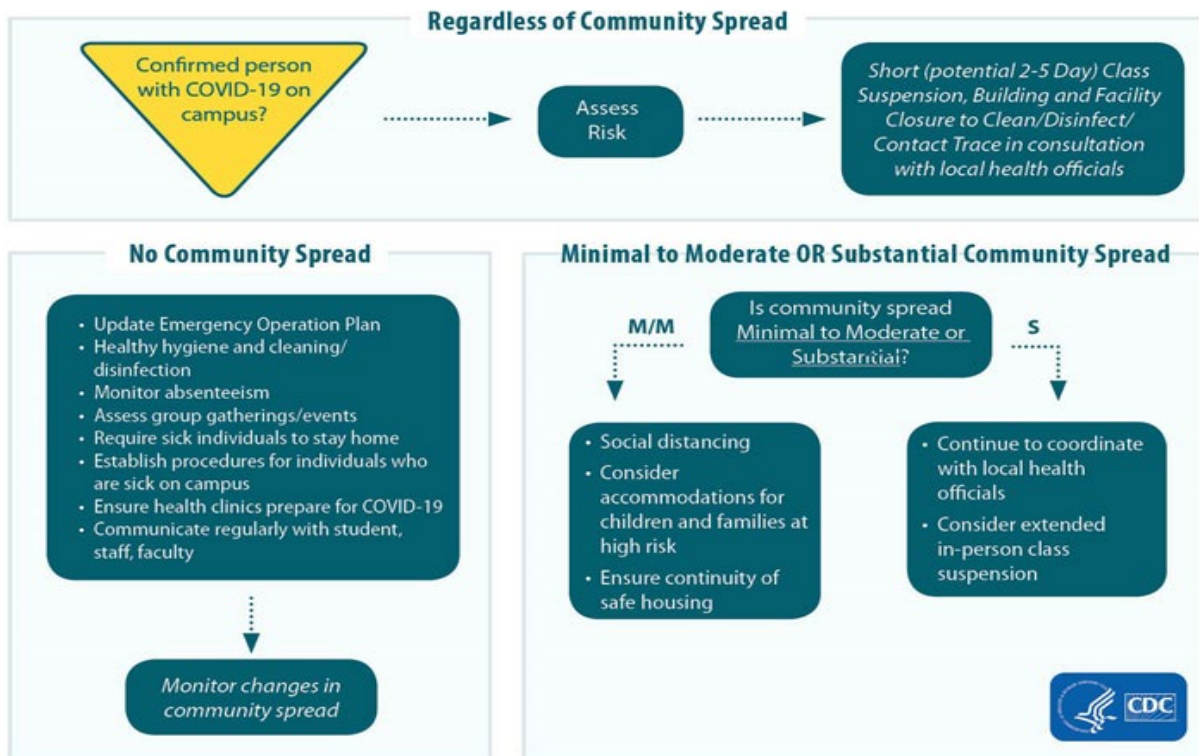 Regardless of Community Spread
Confirmed person
with COVID-19 on
campus?
Assess
Risk
Short (potential 2-5 Day) Class
Suspension, Building and Facility
Closure to Clean/Disinfect/
Contact Trace in consultation
with local health officials
No Community Spread
• Update Emergency Operation Plan
• Healthy hygiene and cleaning/
disinfection
• Monitor absenteeism
• Assess group gatherings/events
• Require sick individuals to stay home
• Establish procedures for individuals who
are sick on campus
• Ensure health clinics prepare for COVID-19
• Communicate regularly with student,
staff, faculty
Monitor changes in
community spread
Minimal to Moderate OR Substantial Community Spread
Is community spread
Minimal to Moderate or
Substantial?
M/M
S
• Social distancing
• Consider
accommodations for
children and families at
high risk
• Ensure continuity of
safe housing
• Continue to coordinate
with local health
officials
• Consider extended
in-person class
suspension
CDC